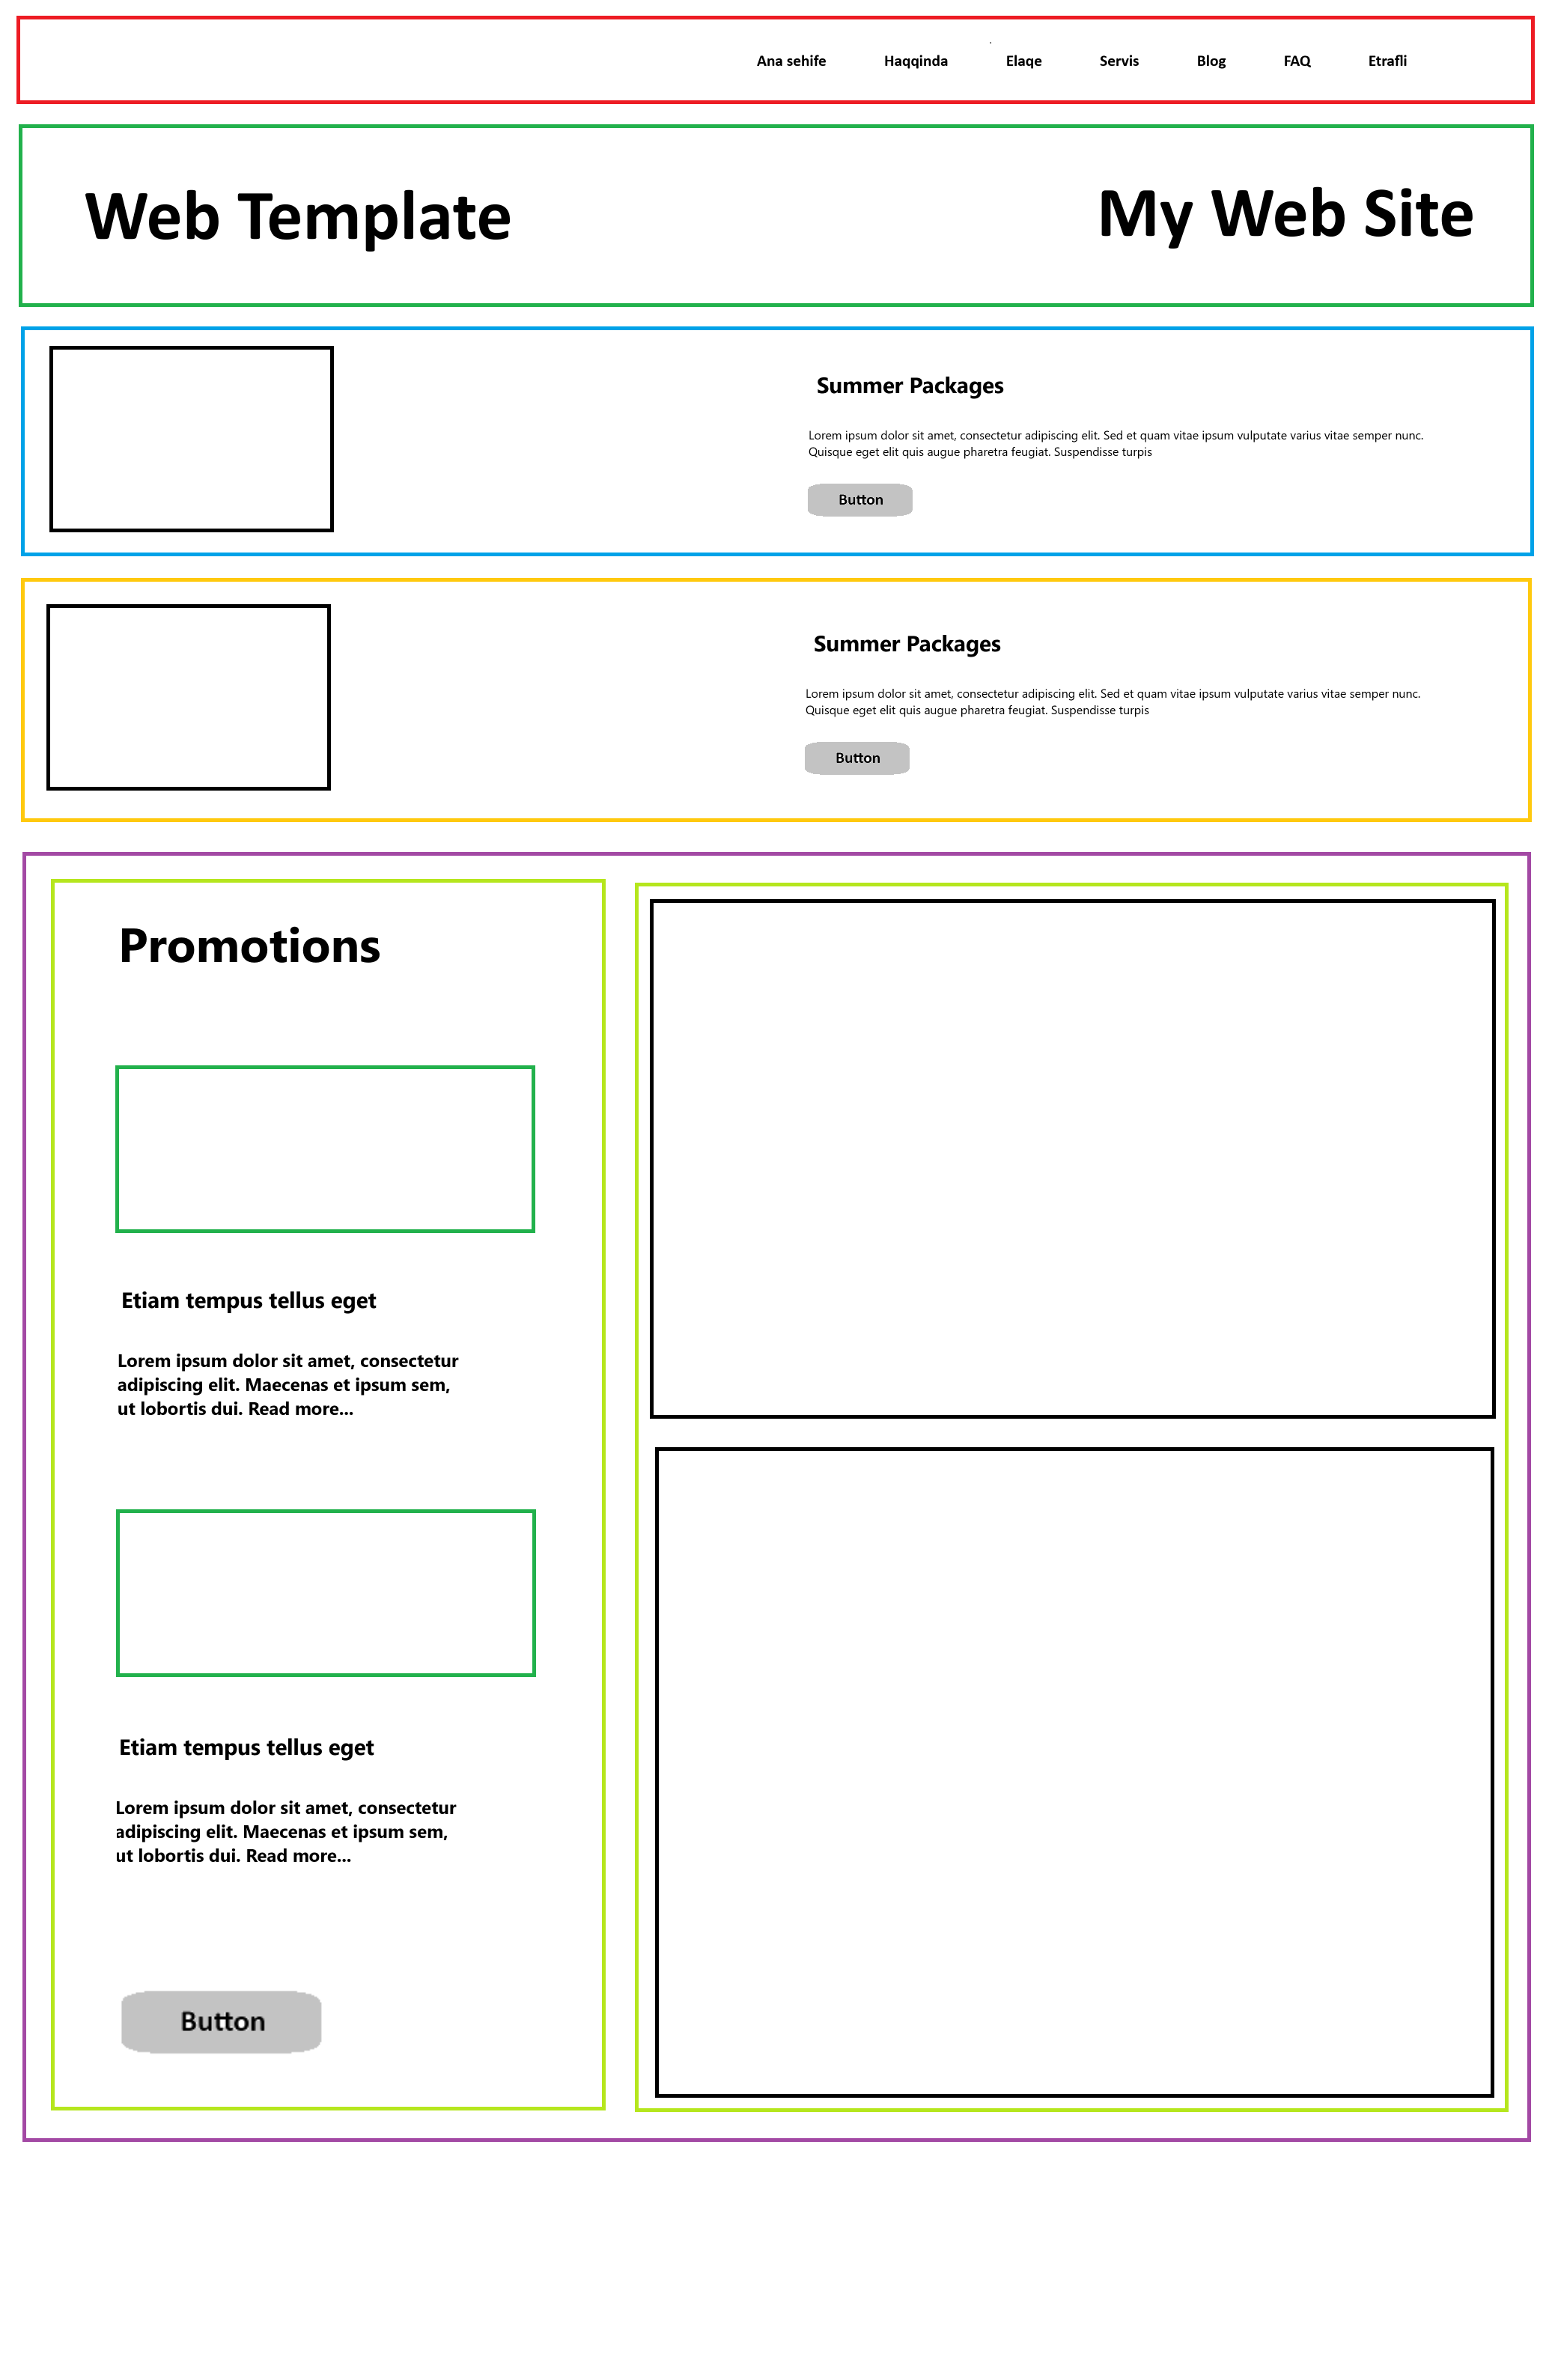 Ana sehife Haqqinda Elaqe Servis Blog FAQ Etrafli
Web Template My Web Site
Summer Packages
Lorem ipsum dolor sit amet, consectetur adipiscing elit. Sed et quam vitae ipsum vulputate varius vitae semper nunc.
Quisque eget elit quis augue pharetra feugiat. Suspendisse turpis
Button
Summer Packages
Lorem ipsum dolor sit amet, consectetur adipiscing elit. Sed et quam vitae ipsum vulputate varius vitae semper nunc.
Quisque eget elit quis augue pharetra feugiat. Suspendisse turpis
Button
Promotions
Etiam tempus tellus eget
Lorem ipsum dolor sit amet, consectetur
adipiscing elit. Maecenas et ipsum sem,
ut lobortis dui. Read more...
Etiam tempus tellus eget
Lorem ipsum dolor sit amet, consectetur
adipiscing elit. Maecenas et ipsum sem,
ut lobortis dui. Read more...
Button